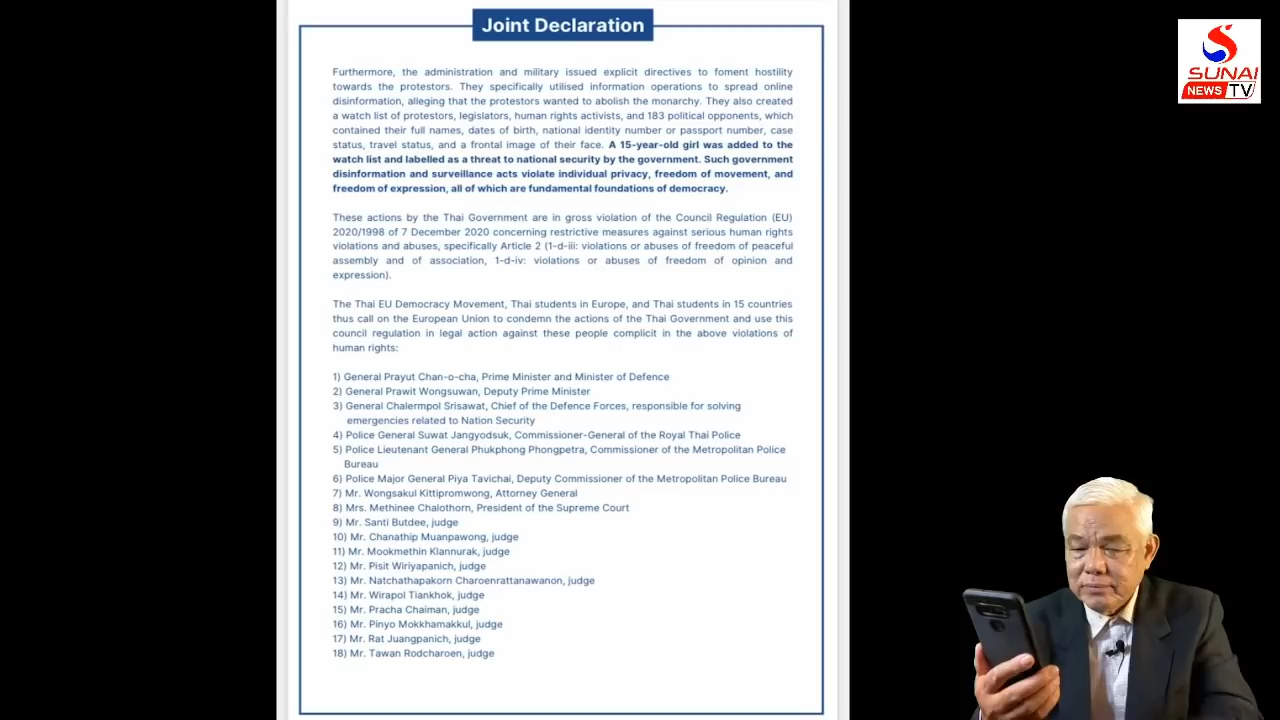 Joint Declaration
SUNAI
NEWS TV
Furthermore, the administration and military issued explicit directives to foment hostility
towards the protestors. They specifically utilised information operations to spread online
disinformation, alleging that the protestors wanted to abolish the monarchy. They also created
a watch list of protestors, legislators, human rights activists, and 183 political opponents, which
contained their full names, dates of birth, national identity number or passport number, case
status, travel status, and a frontal image of their face. A 15-year-old girl was added to the
watch list and labelled as a threat to national security by the government. Such government
disinformation and surveillance acts violate individual privacy, freedom of movement, and
freedom of expression, all of which are fundamental foundations of democracy.
These actions by the Thai Government are in gross violation of the Council Regulation (EU)
2020/1998 of 7 December 2020 concerning restrictive measures against serious human rights
violations and abuses, specifically Article 2 (1-d-iii: violations or abuses of freedom of peaceful
assembly and of association, 1-d-iv: violations or abuses of freedom of opinion and
expression).
The Thai EU Democracy Movement, Thai students in Europe, and Thai students in 15 countries
thus call on the European Union to condemn the actions of the Thai Government and use this
council regulation in legal action against these people complicit in the above violations of
human rights:
1) General Prayut Chan-o-cha, Prime Minister and Minister of Defence
2) General Prawit Wongsuwan, Deputy Prime Minister
3) General Chalermpol Srisawat, Chief of the Defence Forces, responsible for solving
emergencies related to Nation Security
4) Police General Suwat Jangyodsuk, Commissioner-General of the Royal Thai Police
5) Police Lieutenant General Phukphong Phongpetra, Commissioner of the Metropolitan Police
Bureau
6) Police Major General Piya Tavichai, Deputy Commissioner of the Metropolitan Police Bureau
7) Mr. Wongsakul Kittipromwong, Attorney General
8) Mrs. Methinee Chalothorn, President of the Supreme Court
9) Mr. Santi Butdee, judge
10) Mr. Chanathip Muanpawong, judge
11) Mr. Mookmethin Klannurak, judge
12) Mr. Pisit Wiriyapanich, judge
13) Mr. Natchathapakorn Charoenrattanawanon, judge
14) Mr. Wirapol Tiankhok, judge
15) Mr. Pracha Chaiman, judge
16) Mr. Pinyo Mokkhamakkul, judge
17) Mr. Rat Juangpanich, judge
18) Mr. Tawan Rodcharoen, judge